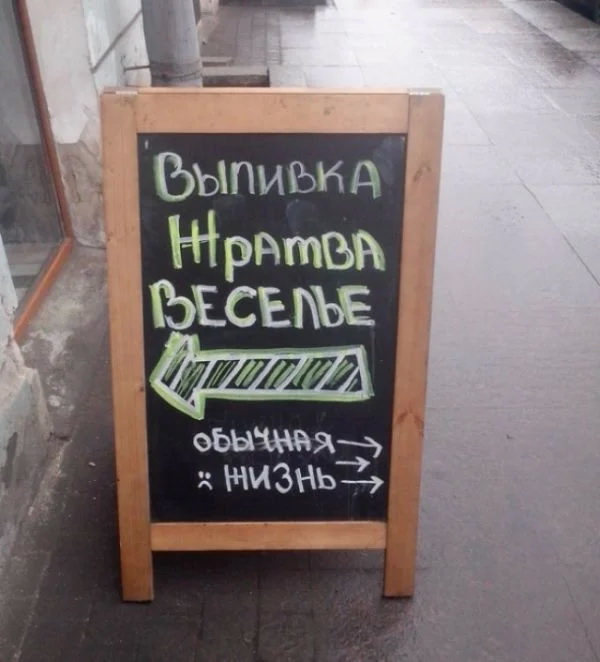 Выпивка
Жратва
Веселье
обычная →
→
:( жизнь →